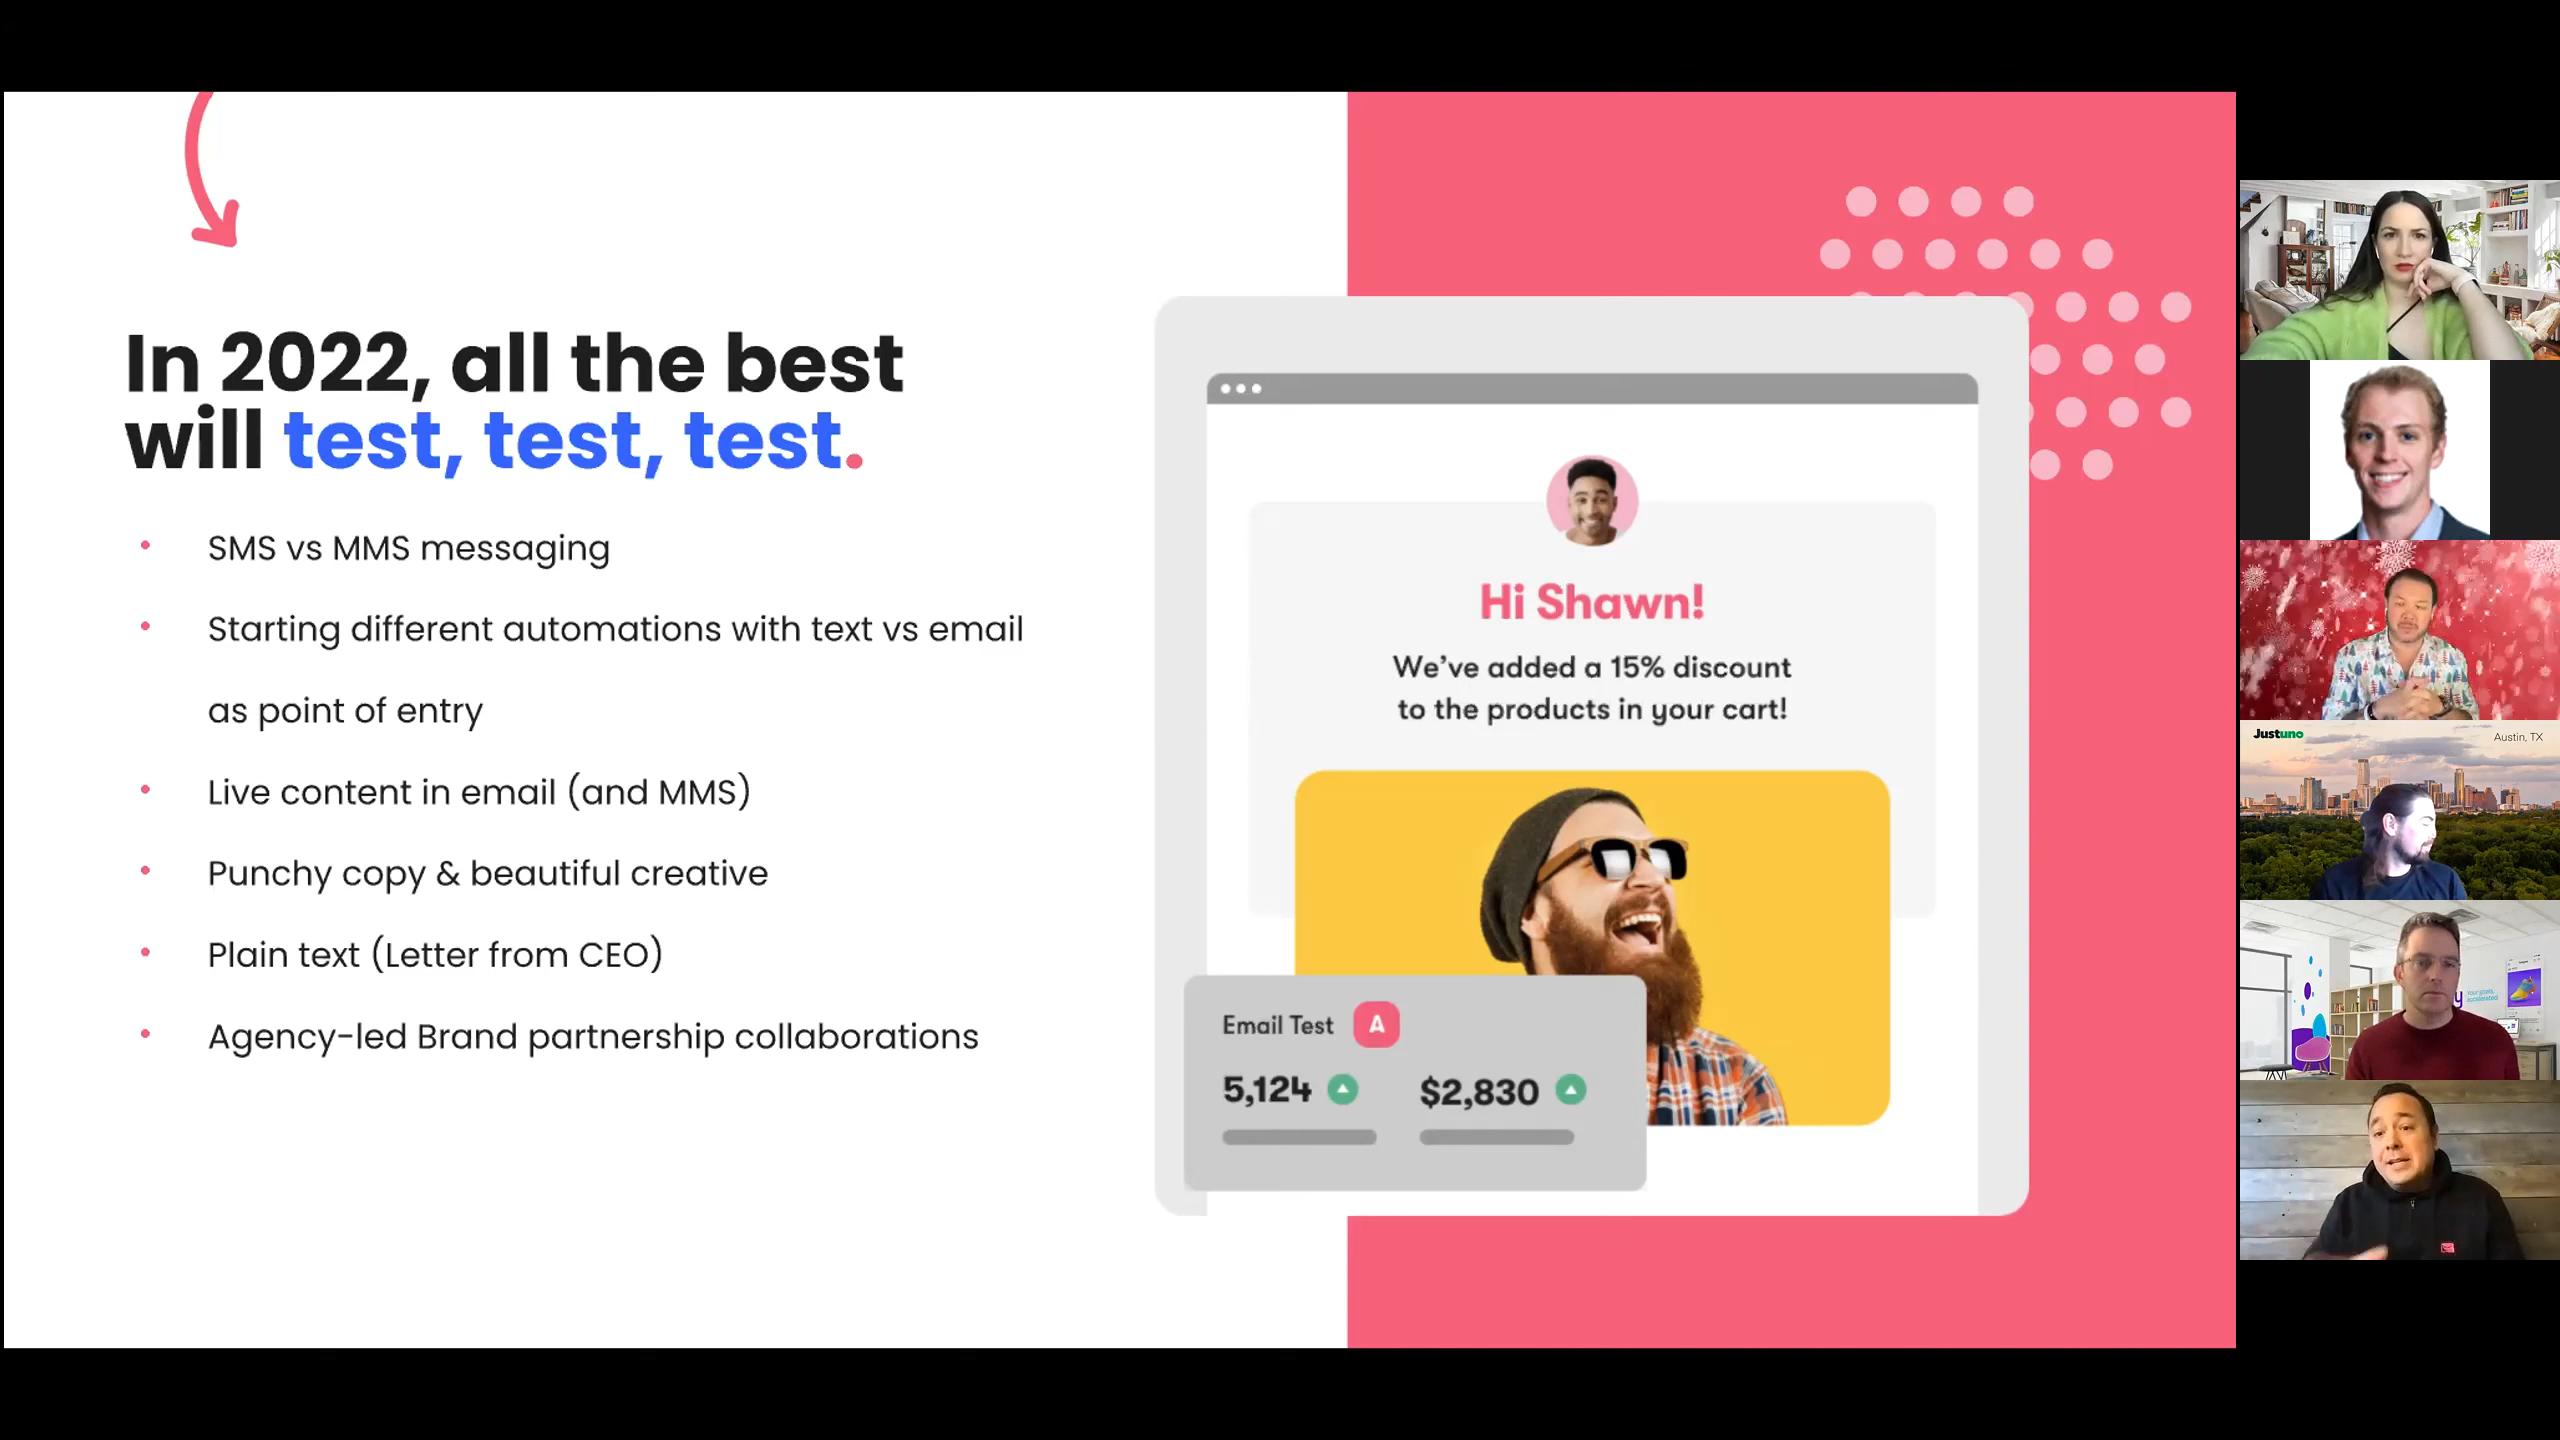 In 2022, all the best
will test, test, test.
• SMS vs MMS messaging
• Starting different automations with text vs email
as point of entry
• Live content in email (and MMS)
• Punchy copy & beautiful creative
• Plain text (Letter from CEO)
• Agency-led Brand partnership collaborations
Hi Shawn!
We've added a 15% discount
to the products in your cart!
Email Test A
5,124 $2,830
Justuno
Austin, TX